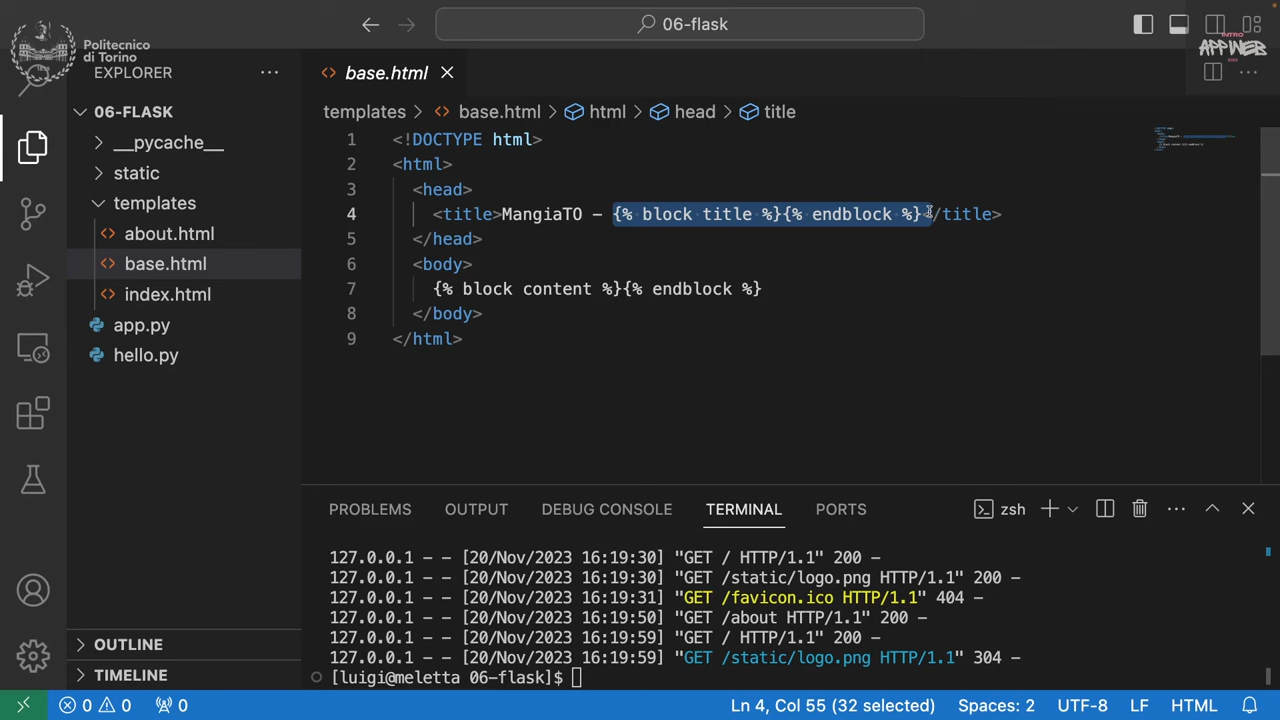 06-flask
Politecnico
di Torino
INTRO
APPWEB
EXPLORER
base.html
06-FLASK
__pycache__
static
templates
about.html
base.html
index.html
app.py
hello.py
OUTLINE
TIMELINE
templates > base.html > html > head > title
1 <!DOCTYPE html>
2 <html>
3 <head>
4 <title>MangiaTO – {% block title %}{% endblock %}</title>
5 </head>
6 <body>
7 {% block content %}{% endblock %}
8 </body>
9 </html>
PROBLEMS OUTPUT DEBUG CONSOLE TERMINAL PORTS zsh
127.0.0.1 - - [20/Nov/2023 16:19:30] "GET / HTTP/1.1" 200 -
127.0.0.1 - - [20/Nov/2023 16:19:30] "GET /static/logo.png HTTP/1.1" 200 -
127.0.0.1 - - [20/Nov/2023 16:19:31] "GET /favicon.ico HTTP/1.1" 404 -
127.0.0.1 - - [20/Nov/2023 16:19:50] "GET /about HTTP/1.1" 200 -
127.0.0.1 - - [20/Nov/2023 16:19:59] "GET / HTTP/1.1" 200 -
127.0.0.1 - - [20/Nov/2023 16:19:59] "GET /static/logo.png HTTP/1.1" 304 -
[luigi@meletta 06-flask]$
0 0 0 Ln 4, Col 55 (32 selected) Spaces: 2 UTF-8 LF HTML